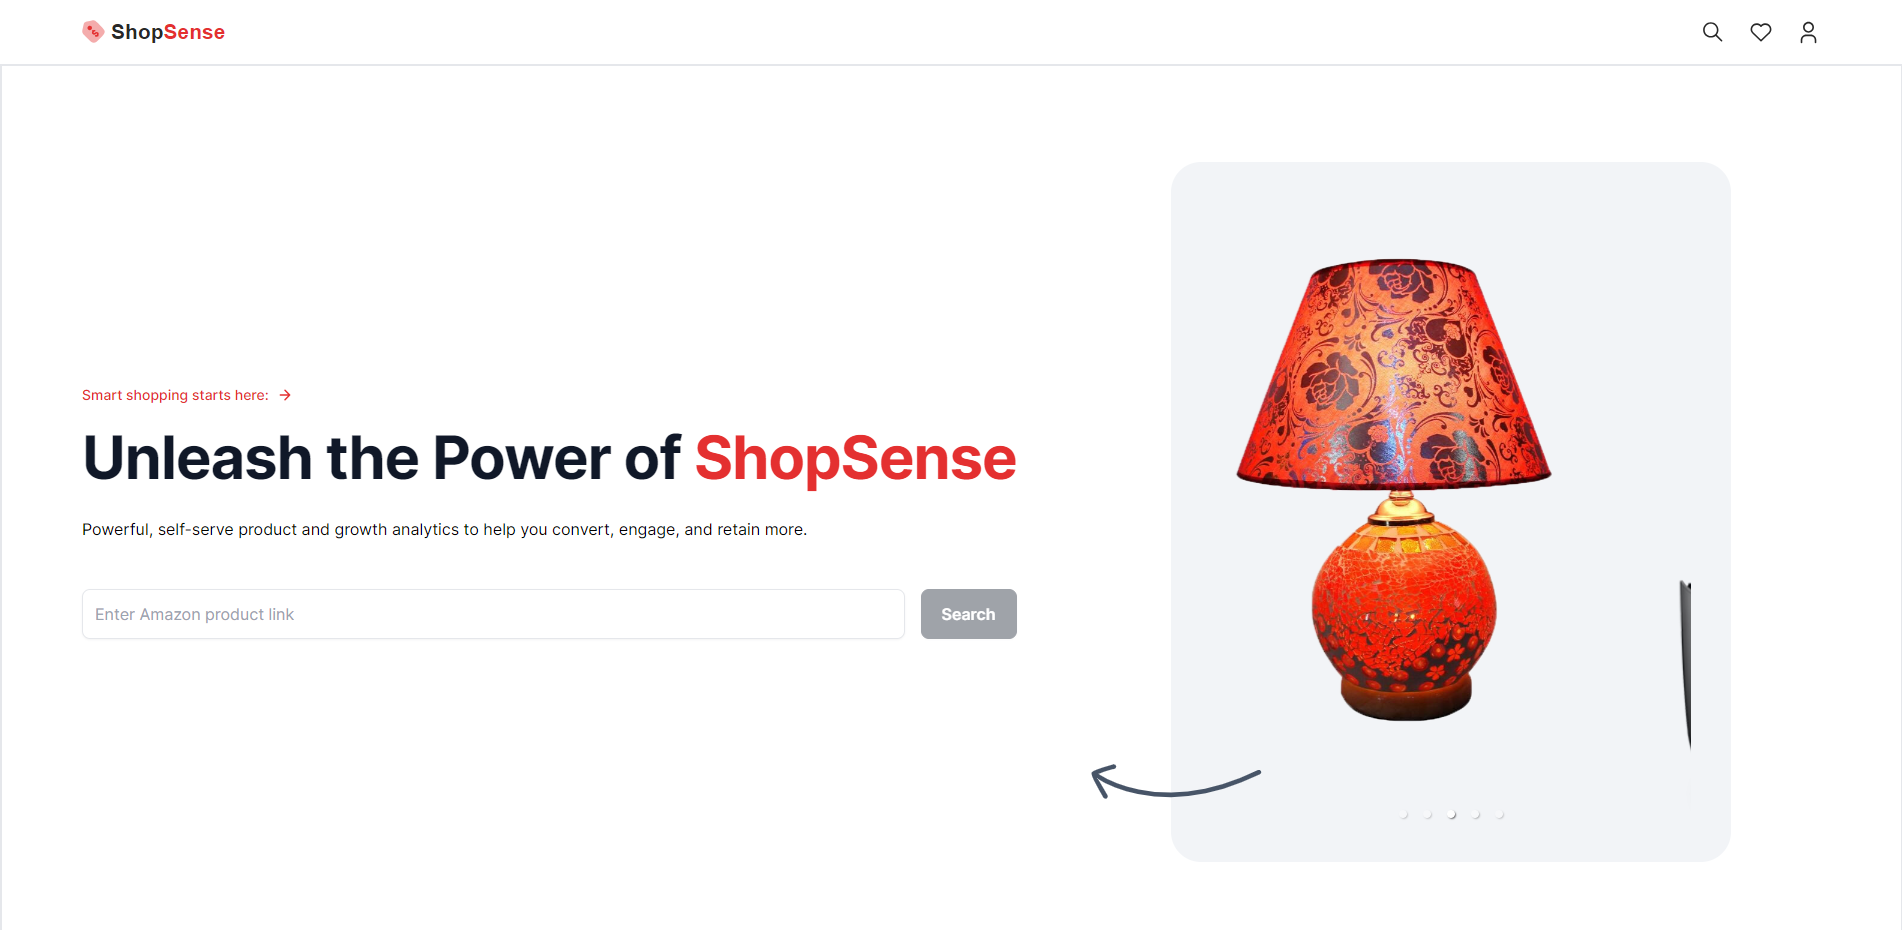 ShopSense
Smart shopping starts here:
Unleash the Power of ShopSense
Powerful, self-serve product and growth analytics to help you convert, engage, and retain more.
Enter Amazon product link
Search